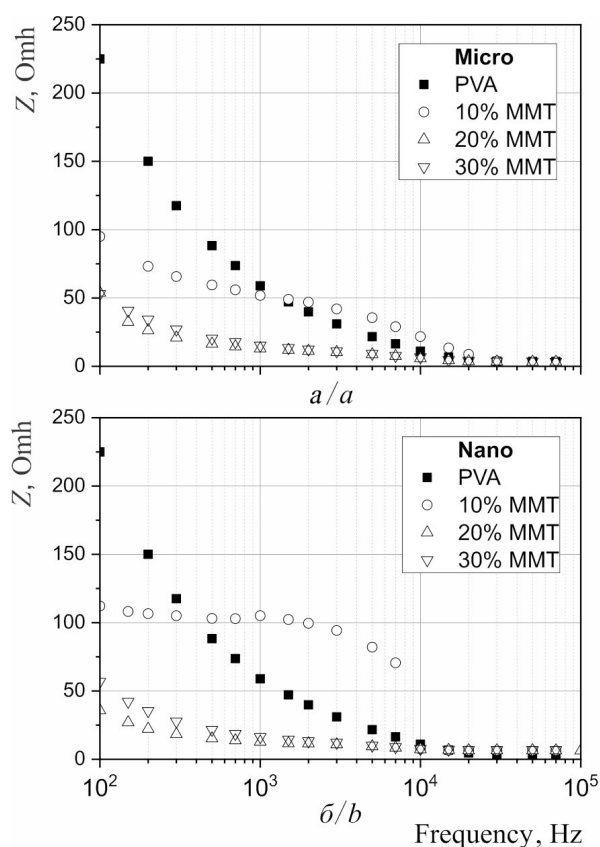 Z, Omh
250
200
150
100
50
0
Micro
PVA
10% MMT
20% MMT
30% MMT
а/a
Z, Omh
250
200
150
100
50
0
Nano
PVA
10% MMT
20% MMT
30% MMT
10² 10³ 10⁴ 10⁵
б/b
Frequency, Hz